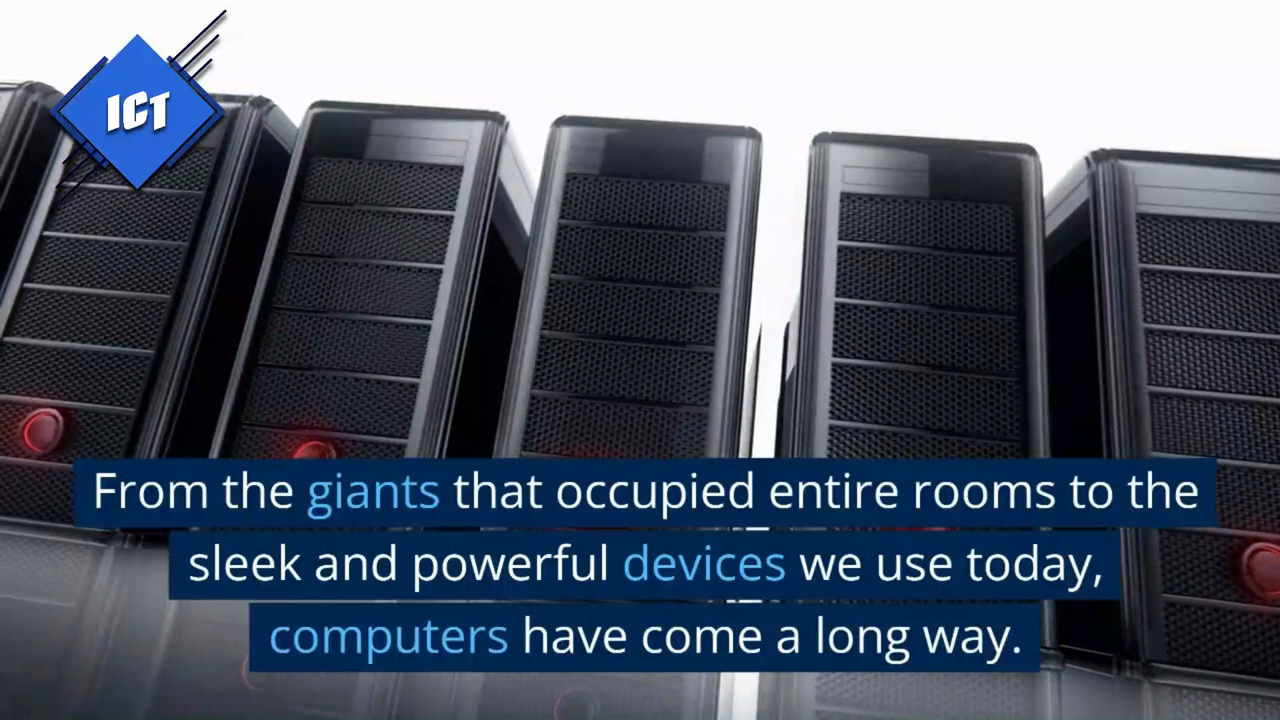 ICT
From the giants that occupied entire rooms to the
sleek and powerful devices we use today,
computers have come a long way.